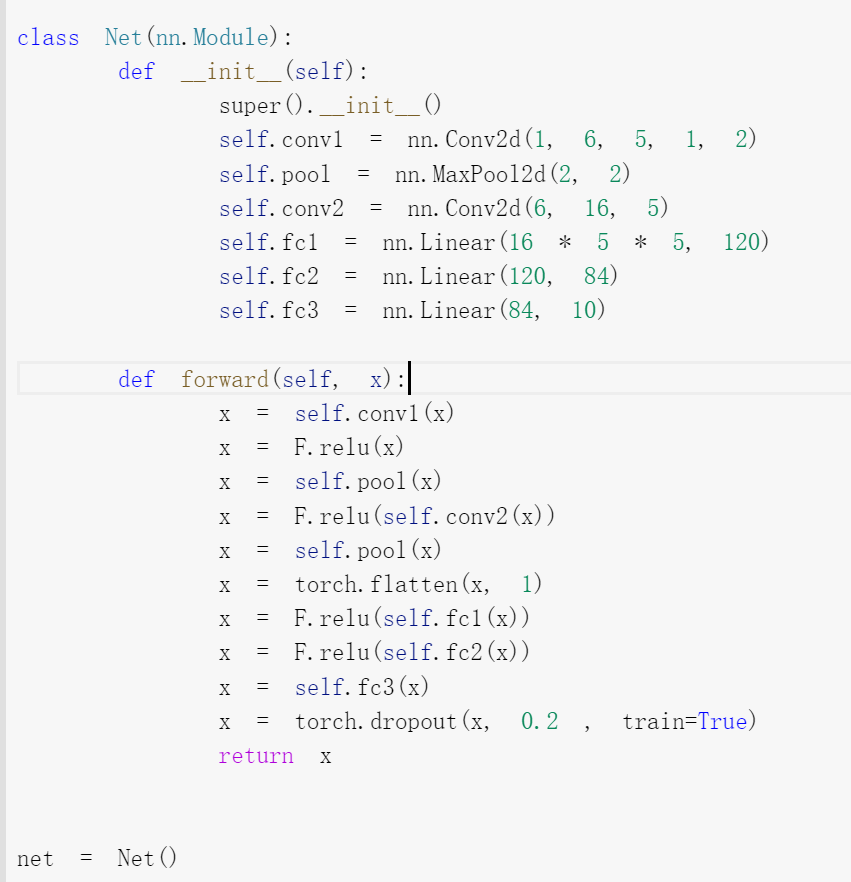 class Net(nn.Module):
def __init__(self):
super().__init__()
self.conv1 = nn.Conv2d(1, 6, 5, 1, 2)
self.pool = nn.MaxPool2d(2, 2)
self.conv2 = nn.Conv2d(6, 16, 5)
self.fc1 = nn.Linear(16 * 5 * 5, 120)
self.fc2 = nn.Linear(120, 84)
self.fc3 = nn.Linear(84, 10)
def forward(self, x):
x = self.conv1(x)
x = F.relu(x)
x = self.pool(x)
x = F.relu(self.conv2(x))
x = self.pool(x)
x = torch.flatten(x, 1)
x = F.relu(self.fc1(x))
x = F.relu(self.fc2(x))
x = self.fc3(x)
x = torch.dropout(x, 0.2 , train=True)
return x
net = Net()